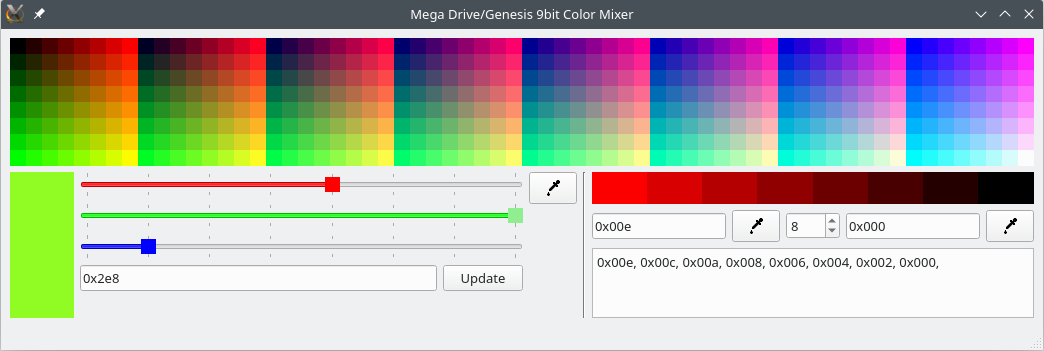 Mega Drive/Genesis 9bit Color Mixer
0x00e
8
0x000
0x00e, 0x00c, 0x00a, 0x008, 0x006, 0x004, 0x002, 0x000,
0x2e8
Update